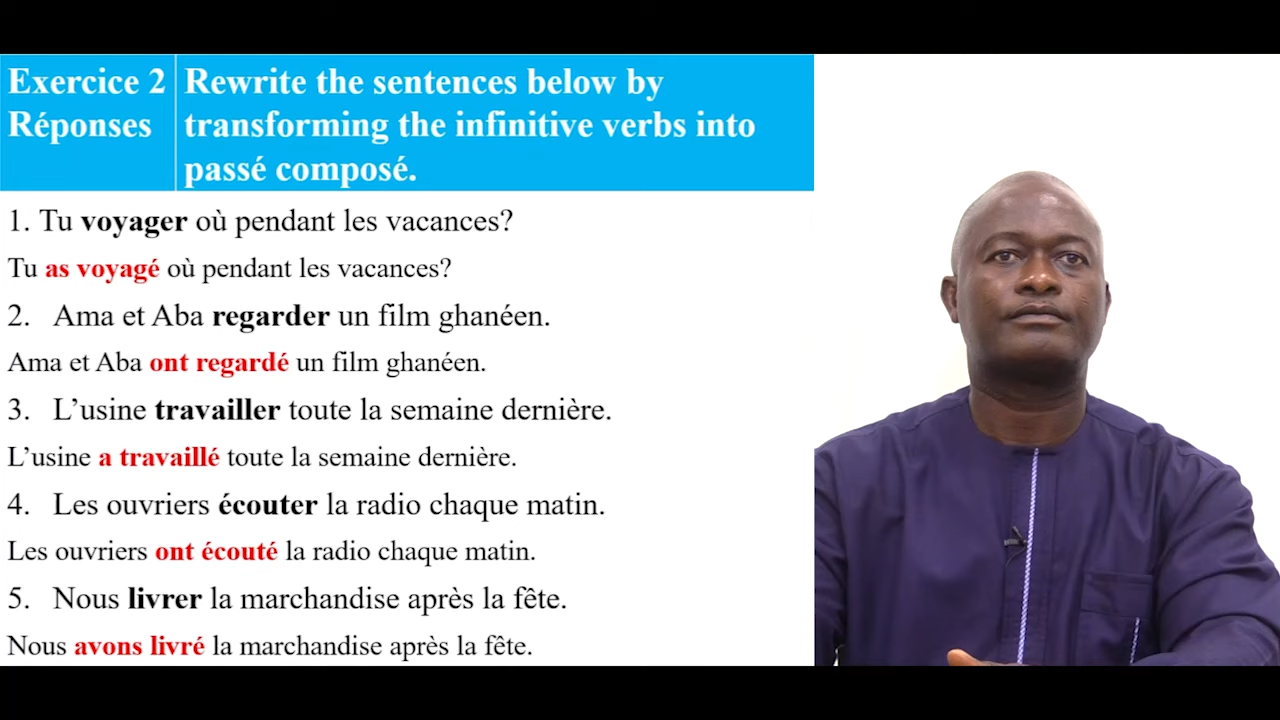 Exercice 2
Réponses
Rewrite the sentences below by
transforming the infinitive verbs into
passé composé.
1. Tu voyager où pendant les vacances?
Tu as voyagé où pendant les vacances?
2. Ama et Aba regarder un film ghanéen.
Ama et Aba ont regardé un film ghanéen.
3. L’usine travailler toute la semaine dernière.
L’usine a travaillé toute la semaine dernière.
4. Les ouvriers écouter la radio chaque matin.
Les ouvriers ont écouté la radio chaque matin.
5. Nous livrer la marchandise après la fête.
Nous avons livré la marchandise après la fête.